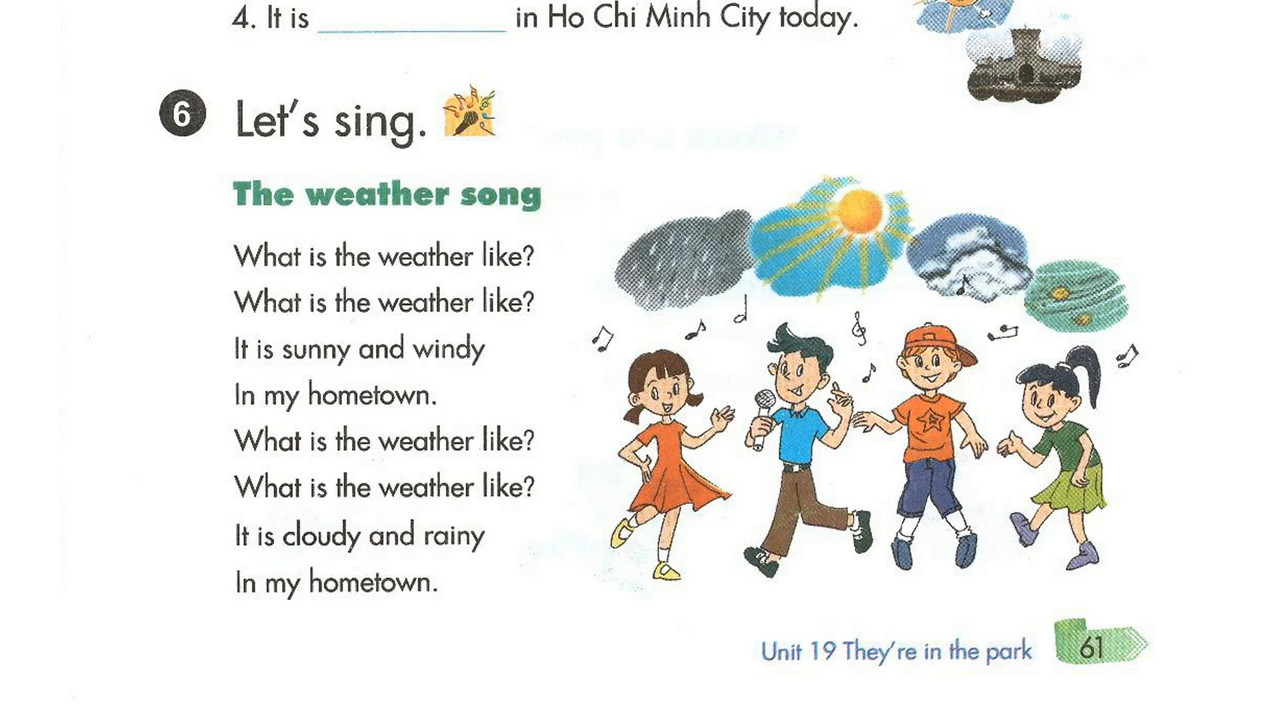 4. It is ____________ in Ho Chi Minh City today.
6 Let's sing.
The weather song
What is the weather like?
What is the weather like?
It is sunny and windy
In my hometown.
What is the weather like?
What is the weather like?
It is cloudy and rainy
In my hometown.
Unit 19 They're in the park 61